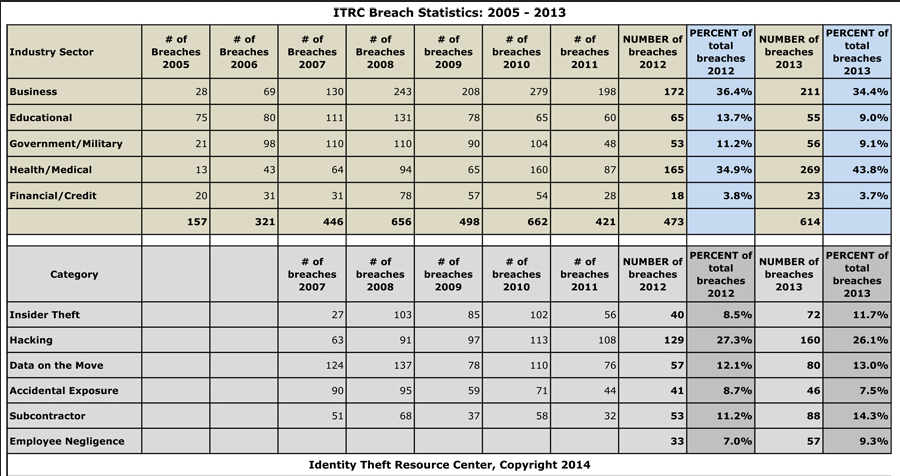 ITRC Breach Statistics: 2005 - 2013
Industry Sector # of Breaches 2005 # of Breaches 2006 # of breaches 2007 # of Breaches 2008 # of breaches 2009 # of breaches 2010 # of breaches 2011 NUMBER of breaches 2012 PERCENT of total breaches 2012 NUMBER of breaches 2013 PERCENT of total breaches 2013
Business 28 69 130 243 208 279 198 172 36.4% 211 34.4%
Educational 75 80 111 131 78 65 60 65 13.7% 55 9.0%
Government/Military 21 98 110 110 90 104 48 53 11.2% 56 9.1%
Health/Medical 13 43 64 94 65 160 87 165 34.9% 269 43.8%
Financial/Credit 20 31 31 78 57 54 28 18 3.8% 23 3.7%
157 321 446 656 498 662 421 473 614
Category # of breaches 2007 # of breaches 2008 # of breaches 2009 # of breaches 2010 # of breaches 2011 NUMBER of breaches 2012 PERCENT of total breaches 2012 NUMBER of breaches 2013 PERCENT of total breaches 2013
Insider Theft 27 103 85 102 56 40 8.5% 72 11.7%
Hacking 63 91 97 113 108 129 27.3% 160 26.1%
Data on the Move 124 137 78 110 76 57 12.1% 80 13.0%
Accidental Exposure 90 95 59 71 44 41 8.7% 46 7.5%
Subcontractor 51 68 37 58 32 53 11.2% 88 14.3%
Employee Negligence 33 7.0% 57 9.3%
Identity Theft Resource Center, Copyright 2014